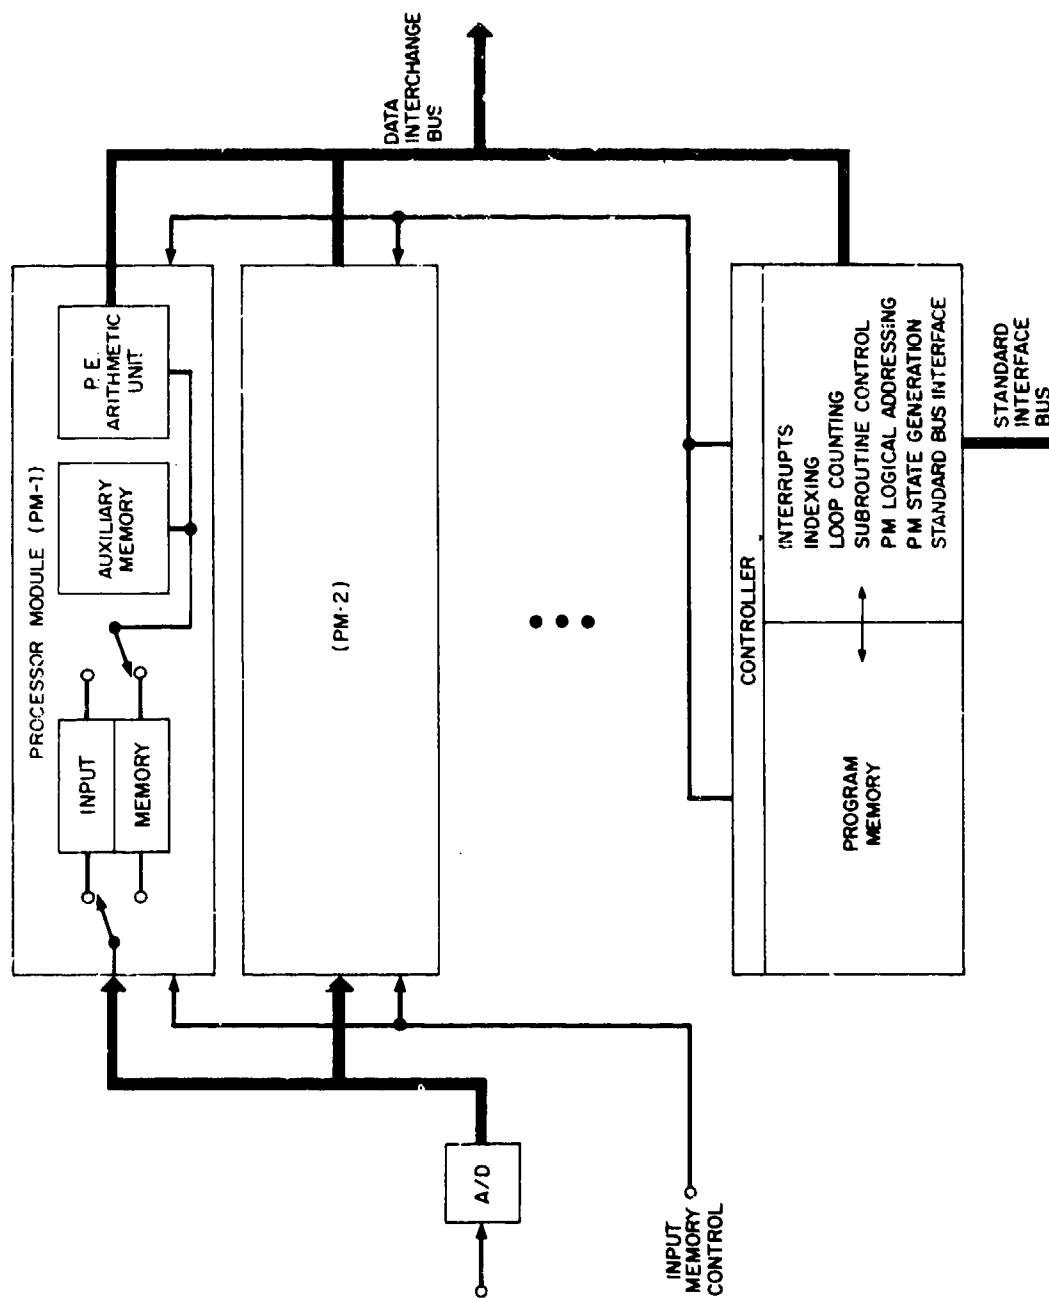 PROCESSOR MODULE (PM-1)
INPUT
MEMORY
AUXILIARY
MEMORY
P. E.
ARITHMETIC
UNIT
DATA
INTERCHANGE
BUS
(PM-2)
A/D
INPUT
MEMORY
CONTROL
CONTROLLER
PROGRAM
MEMORY
INTERRUPTS
INDEXING
LOOP COUNTING
SUBROUTINE CONTROL
PM LOGICAL ADDRESSING
PM STATE GENERATION
STANDARD BUS INTERFACE
STANDARD
INTERFACE
BUS